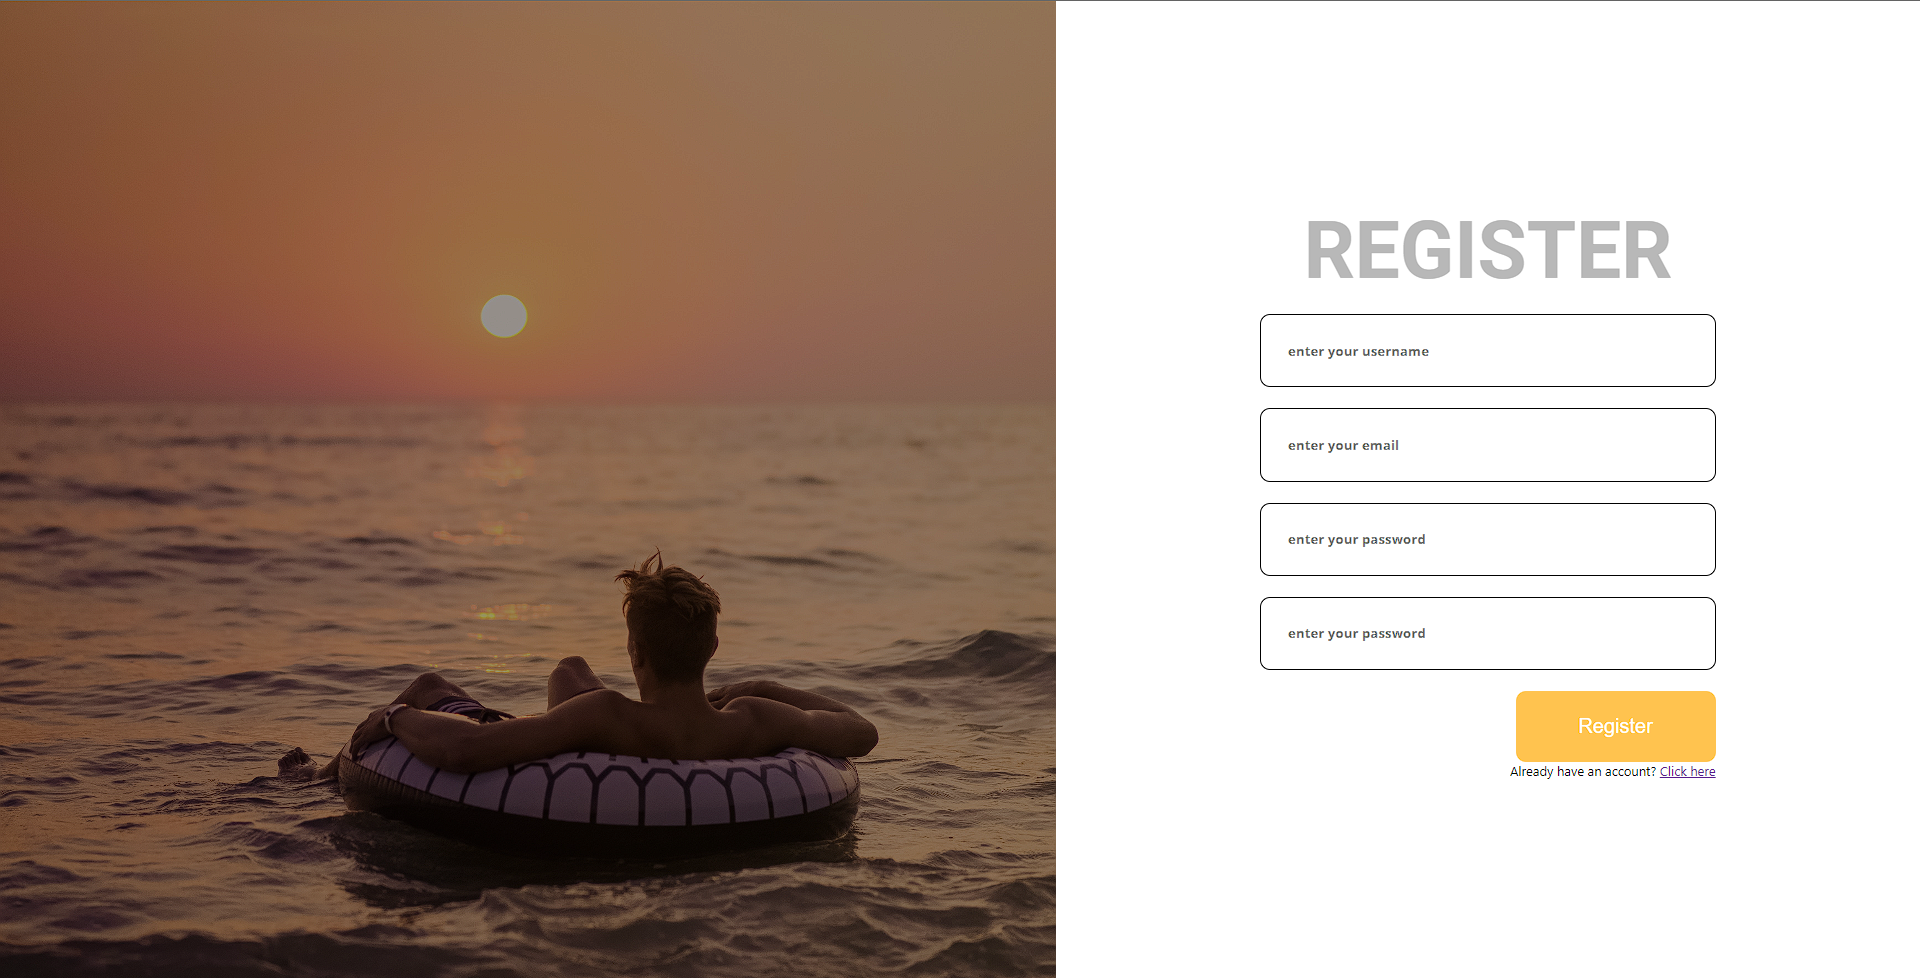 REGISTER
enter your username
enter your email
enter your password
enter your password
Register
Already have an account? Click here